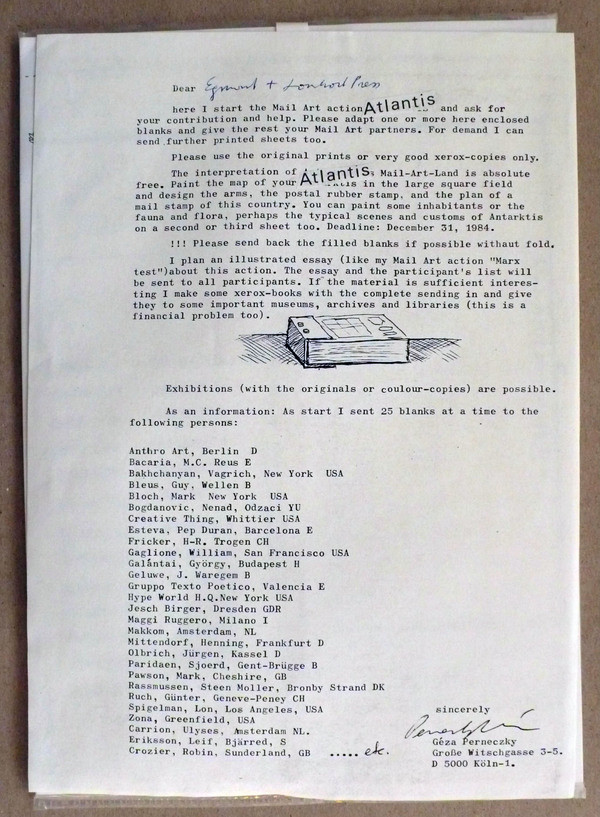 Dear Egmont + Lonhort Press
here I start the Mail Art action Atlantis and ask for
your contribution and help. Please adapt one or more here enclosed
blanks and give the rest your Mail Art partners. For demand I can
send further printed sheets too.
Please use the original prints or very good xerox-copies only.
The interpretation of Atlantis Mail-Art-Land is absolute
free. Paint the map of your Atlantis in the large square field
and design the arms, the postal rubber stamp, and the plan of a
mail stamp of this country. You can paint some inhabitants or the
fauna and flora, perhaps the typical scenes and customs of Antarktis
on a second or third sheet too. Deadline: December 31, 1984.
!!! Please send back the filled blanks if possible withaut fold.
I plan an illustrated essay (like my Mail Art action "Marx
test")about this action. The essay and the participant's list will
be sent to all participants. If the material is sufficient interes-
ting I make some xerox-books with the complete sending in and give
they to some important museums, archives and libraries (this is a
financial problem too).
Exhibitions (with the originals or coulour-copies) are possible.
As an information: As start I sent 25 blanks at a time to the
following persons:
Anthro Art, Berlin D
Bacaria, M.C. Reus E
Bakhchanyan, Vagrich, New York USA
Bleus, Guy, Wellen B
Bloch, Mark New York USA
Bogdanovic, Nenad, Odzaci YU
Creative Thing, Whittier USA
Esteva, Pep Duran, Barcelona E
Fricker, H-R. Trogen CH
Gaglione, William, San Francisco USA
Galántai, György, Budapest H
Geluwe, J. Waregem B
Gruppo Texto Poetico, Valencia E
Hype World H.Q.New York USA
Jesch Birger, Dresden GDR
Maggi Ruggero, Milano I
Makkom, Amsterdam, NL
Mittendorf, Henning, Frankfurt D
Olbrich, Jürgen, Kassel D
Paridaen, Sjoerd, Gent-Brügge B
Pawson, Mark, Cheshire, GB
Rassmussen, Steen Moller, Bronby Strand DK
Ruch, Günter, Geneve-Peney CH
Spigelman, Lon, Los Angeles, USA
Zona, Greenfield, USA
Carrion, Ulyses, Amsterdam NL.
Eriksson, Leif, Bjärred, S
Crozier, Robin, Sunderland, GB ..... etc.
sincerely
Géza Perneczky
Große Witschgasse 3-5.
D 5000 Köln-1.